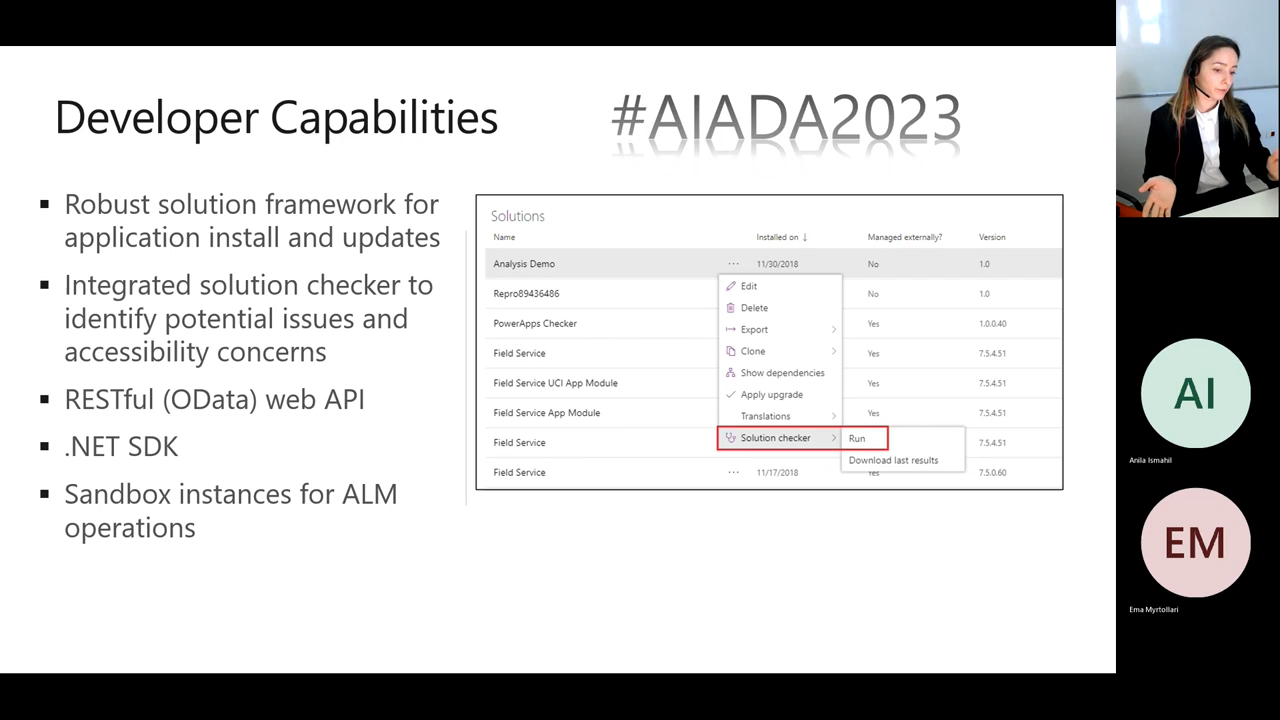 Developer Capabilities
#AIADA2023
▪ Robust solution framework for
application install and updates
▪ Integrated solution checker to
identify potential issues and
accessibility concerns
▪ RESTful (OData) web API
▪ .NET SDK
▪ Sandbox instances for ALM
operations
Solutions
Name Installed on ↓ Managed externally? Version
Analysis Demo ... 11/30/2018 No 1.0
Repro89436486 No 1.0
PowerApps Checker Yes 1.0.0.40
Field Service Yes 7.5.4.51
Field Service UCI App Module Yes 7.5.4.51
Field Service App Module Yes 7.5.4.51
Field Service 7.5.4.51
Field Service ... 11/17/2018 Yes 7.5.0.60
Edit
Delete
Export
Clone
Show dependencies
Apply upgrade
Translations
Solution checker
Run
Download last results
AI
Anila Ismahil
EM
Ema Myrtollari